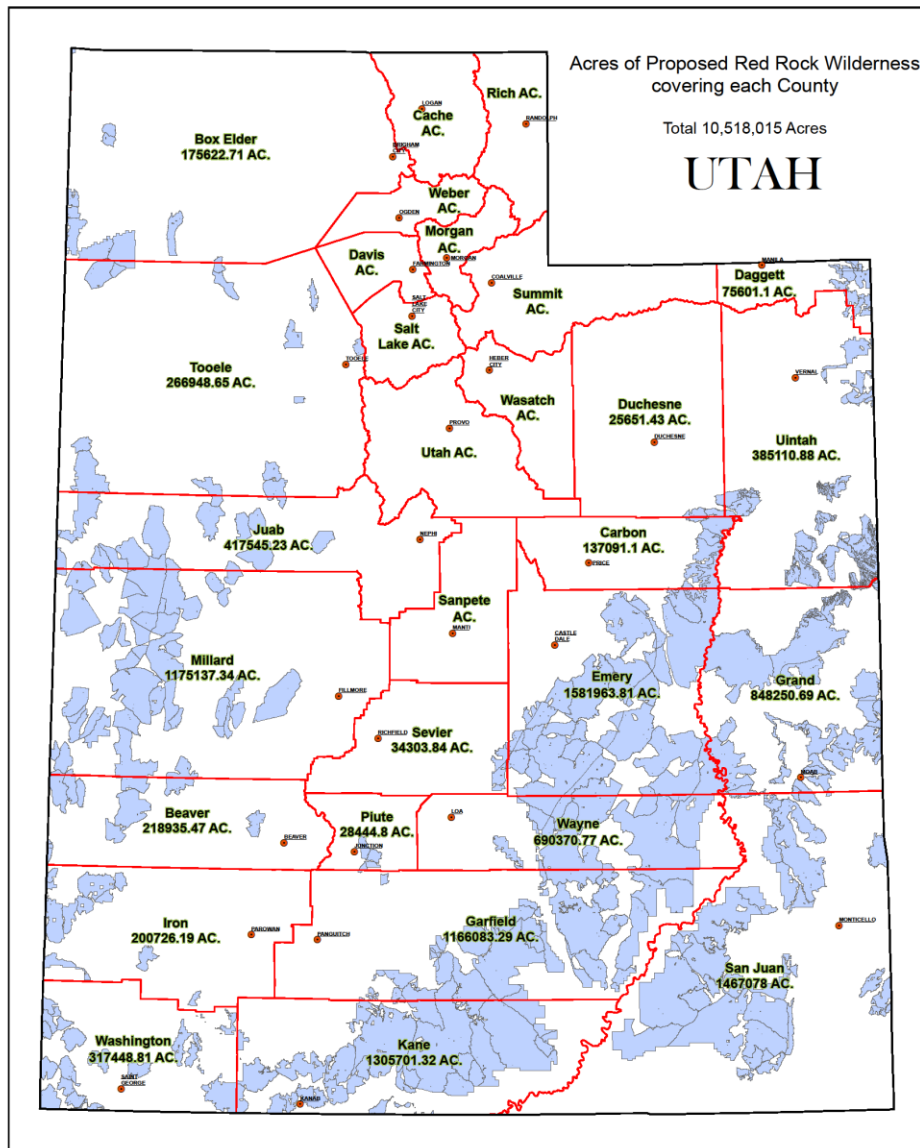 Acres of Proposed Red Rock Wilderness
covering each County
Total 10,518,015 Acres
UTAH
Rich AC.
RANDOLPH
LOGAN
Cache
AC.
Box Elder
175622.71 AC.
BRIGHAM
CITY
Weber
AC.
OGDEN
Morgan
AC.
MORGAN
Davis
AC.
FARMINGTON
MANILA
Daggett
75601.1 AC.
COALVILLE
Summit
AC.
SALT
LAKE
CITY
Salt
Lake AC.
Tooele
266948.65 AC.
TOOELE
HEBER
CITY
Wasatch
AC.
VERNAL
Duchesne
25651.43 AC.
DUCHESNE
PROVO
Utah AC.
Uintah
385110.88 AC.
Juab
417545.23 AC.
NEPHI
Carbon
137091.1 AC.
PRICE
Sanpete
AC.
MANTI
CASTLE
DALE
Millard
1175137.34 AC.
FILLMORE
Emery
1581963.81 AC.
Grand
848250.69 AC.
RICHFIELD
Sevier
34303.84 AC.
MOAB
Beaver
218935.47 AC.
BEAVER
Piute
28444.8 AC.
JUNCTION
LOA
Wayne
690370.77 AC.
Iron
200726.19 AC.
PAROWAN
PANGUITCH
Garfield
1166083.29 AC.
MONTICELLO
San Juan
1467078 AC.
Washington
317448.81 AC.
SAINT
GEORGE
Kane
1305701.32 AC.
KANAB